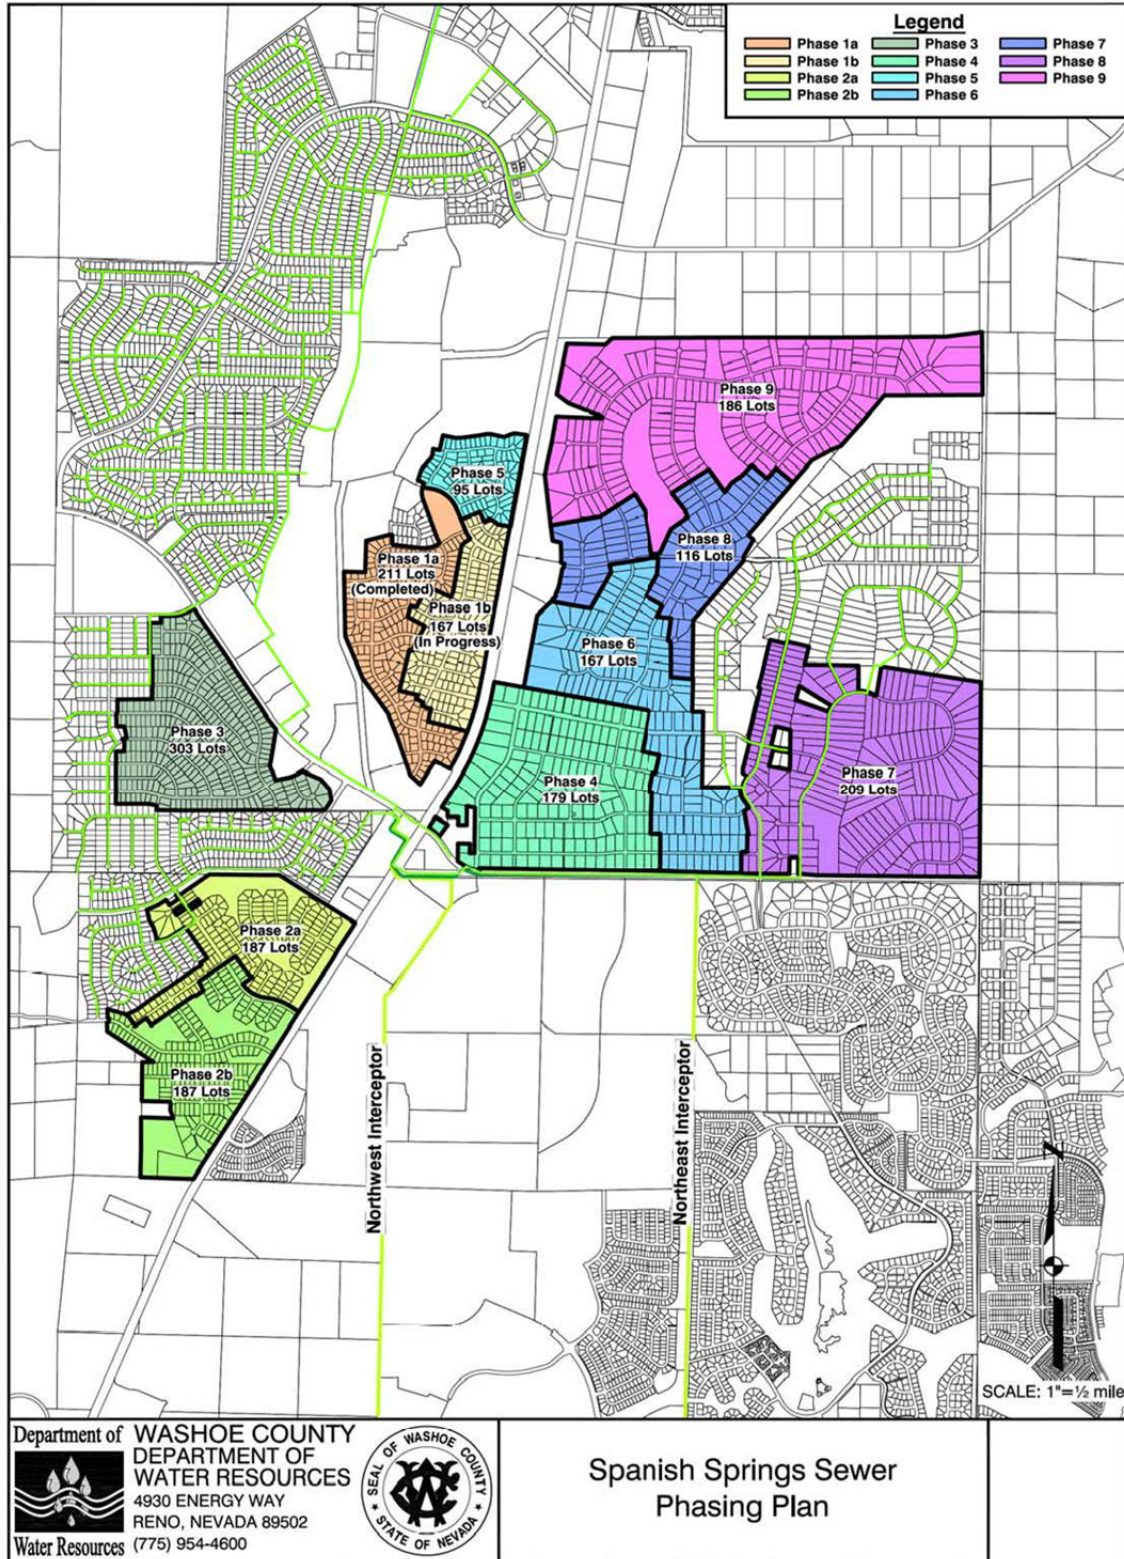 Legend
Phase 1a
Phase 1b
Phase 2a
Phase 2b
Phase 3
Phase 4
Phase 5
Phase 6
Phase 7
Phase 8
Phase 9
Phase 9
186 Lots
Phase 5
95 Lots
Phase 8
116 Lots
Phase 1a
211 Lots
(Completed)
Phase 1b
167 Lots
(In Progress)
Phase 6
167 Lots
Phase 3
303 Lots
Phase 4
179 Lots
Phase 7
209 Lots
Phase 2a
187 Lots
Phase 2b
187 Lots
Northwest Interceptor
Northeast Interceptor
SCALE: 1"=½ mile
Department of
Water Resources
WASHOE COUNTY
DEPARTMENT OF
WATER RESOURCES
4930 ENERGY WAY
RENO, NEVADA 89502
(775) 954-4600
SEAL OF WASHOE COUNTY
STATE OF NEVADA
Spanish Springs Sewer
Phasing Plan